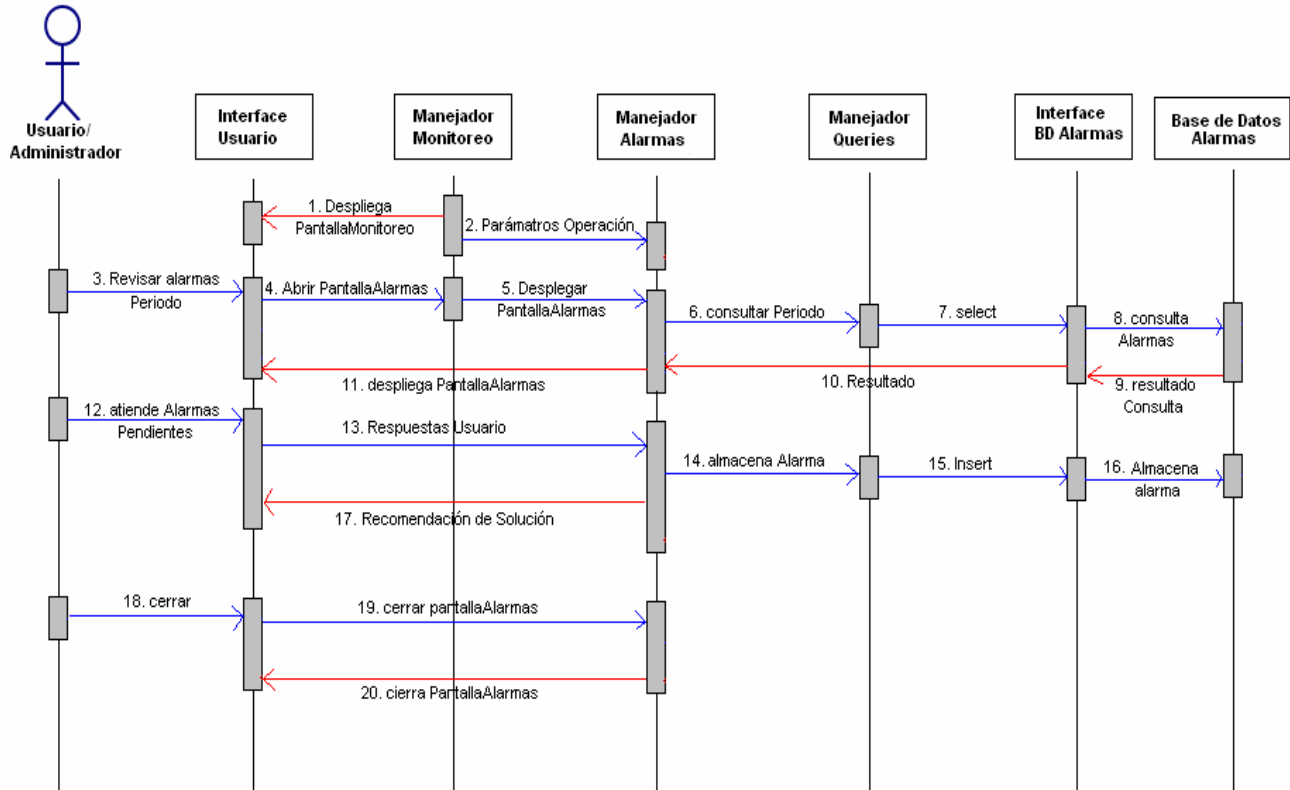 Usuario/
Administrador
Interface
Usuario
Manejador
Monitoreo
Manejador
Alarmas
Manejador
Queries
Interface
BD Alarmas
Base de Datos
Alarmas
1. Despliega
PantallaMonitoreo
2. Parámatros Operación
3. Revisar alarmas
Periodo
4. Abrir PantallaAlarmas
5. Desplegar
PantallaAlarmas
6. consultar Periodo
7. select
8. consulta
Alarmas
9. resultado
Consulta
10. Resultado
11. despliega PantallaAlarmas
12. atiende Alarmas
Pendientes
13. Respuestas Usuario
14. almacena Alarma
15. Insert
16. Almacena
alarma
17. Recomendación de Solución
18. cerrar
19. cerrar pantallaAlarmas
20. cierra PantallaAlarmas